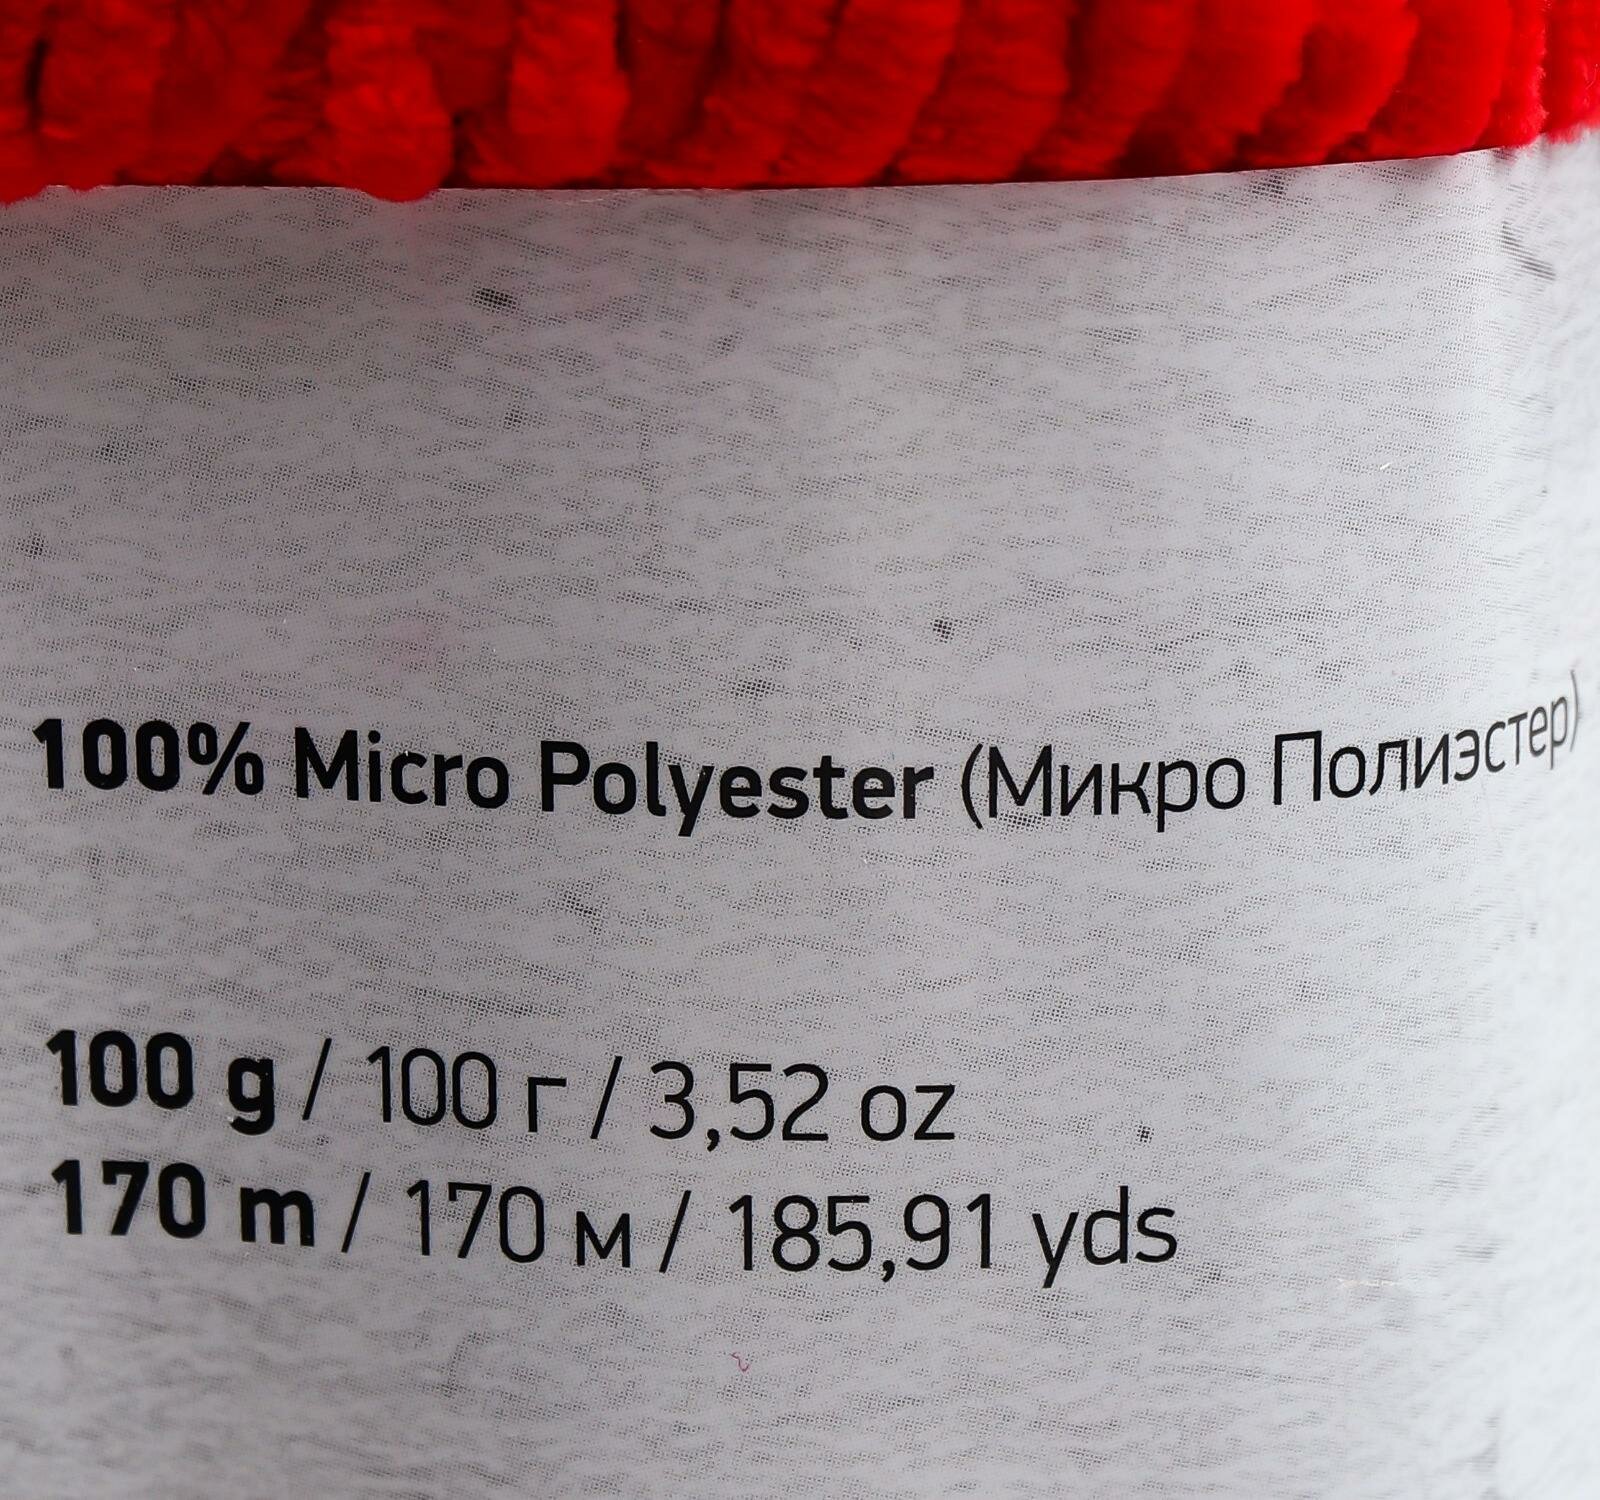 100% Micro Polyester (Микро Полиэстер)
100 g / 100 г / 3,52 oz
170 m / 170 м / 185,91 yds